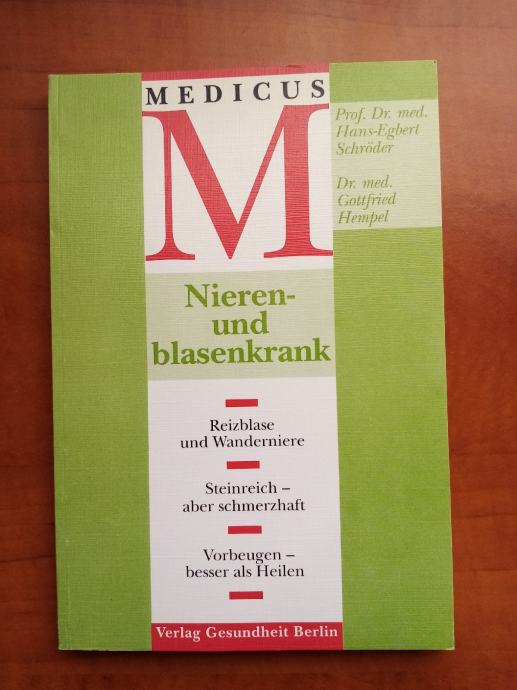 MEDICUS
M
Prof. Dr. med.
Hans-Egbert
Schröder
Dr. med.
Gottfried
Hempel
Nieren-
und
blasenkrank
Reizblase
und Wanderniere
Steinreich –
aber schmerzhaft
Vorbeugen –
besser als Heilen
Verlag Gesundheit Berlin